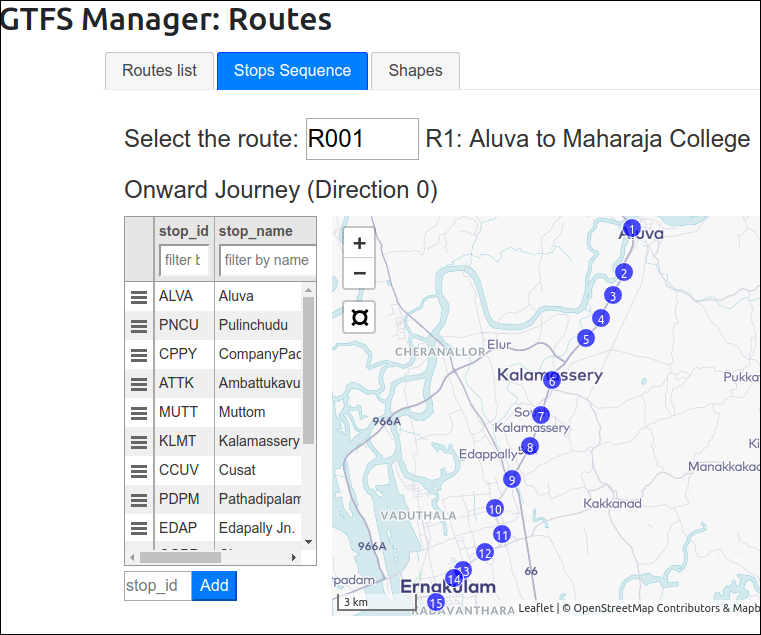 GTFS Manager: Routes
Routes list
Stops Sequence
Shapes
Select the route: R001 R1: Aluva to Maharaja College
Onward Journey (Direction 0)
stop_id stop_name
filter b filter by name
ALVA Aluva
PNCU Pulinchudu
CPPY CompanyPad
ATTK Ambattukavu
MUTT Muttom
KLMT Kalamassery
CCUV Cusat
PDPM Pathadipalam
EDAP Edapally Jn.
stop_id Add
+
−
1
Aluva
2
3
4
5
Elur
CHERANALLOR
Kalamassery
6
Pukka
966A
7
Kalamassery
8
Edappally
Manakkakad
9
Kakkanad
10
VADUTHALA
11
966A
12
66
13
14
padam
Ernakulam
15
KADAVANTHARA
3 km
Leaflet | © OpenStreetMap Contributors & Mapb